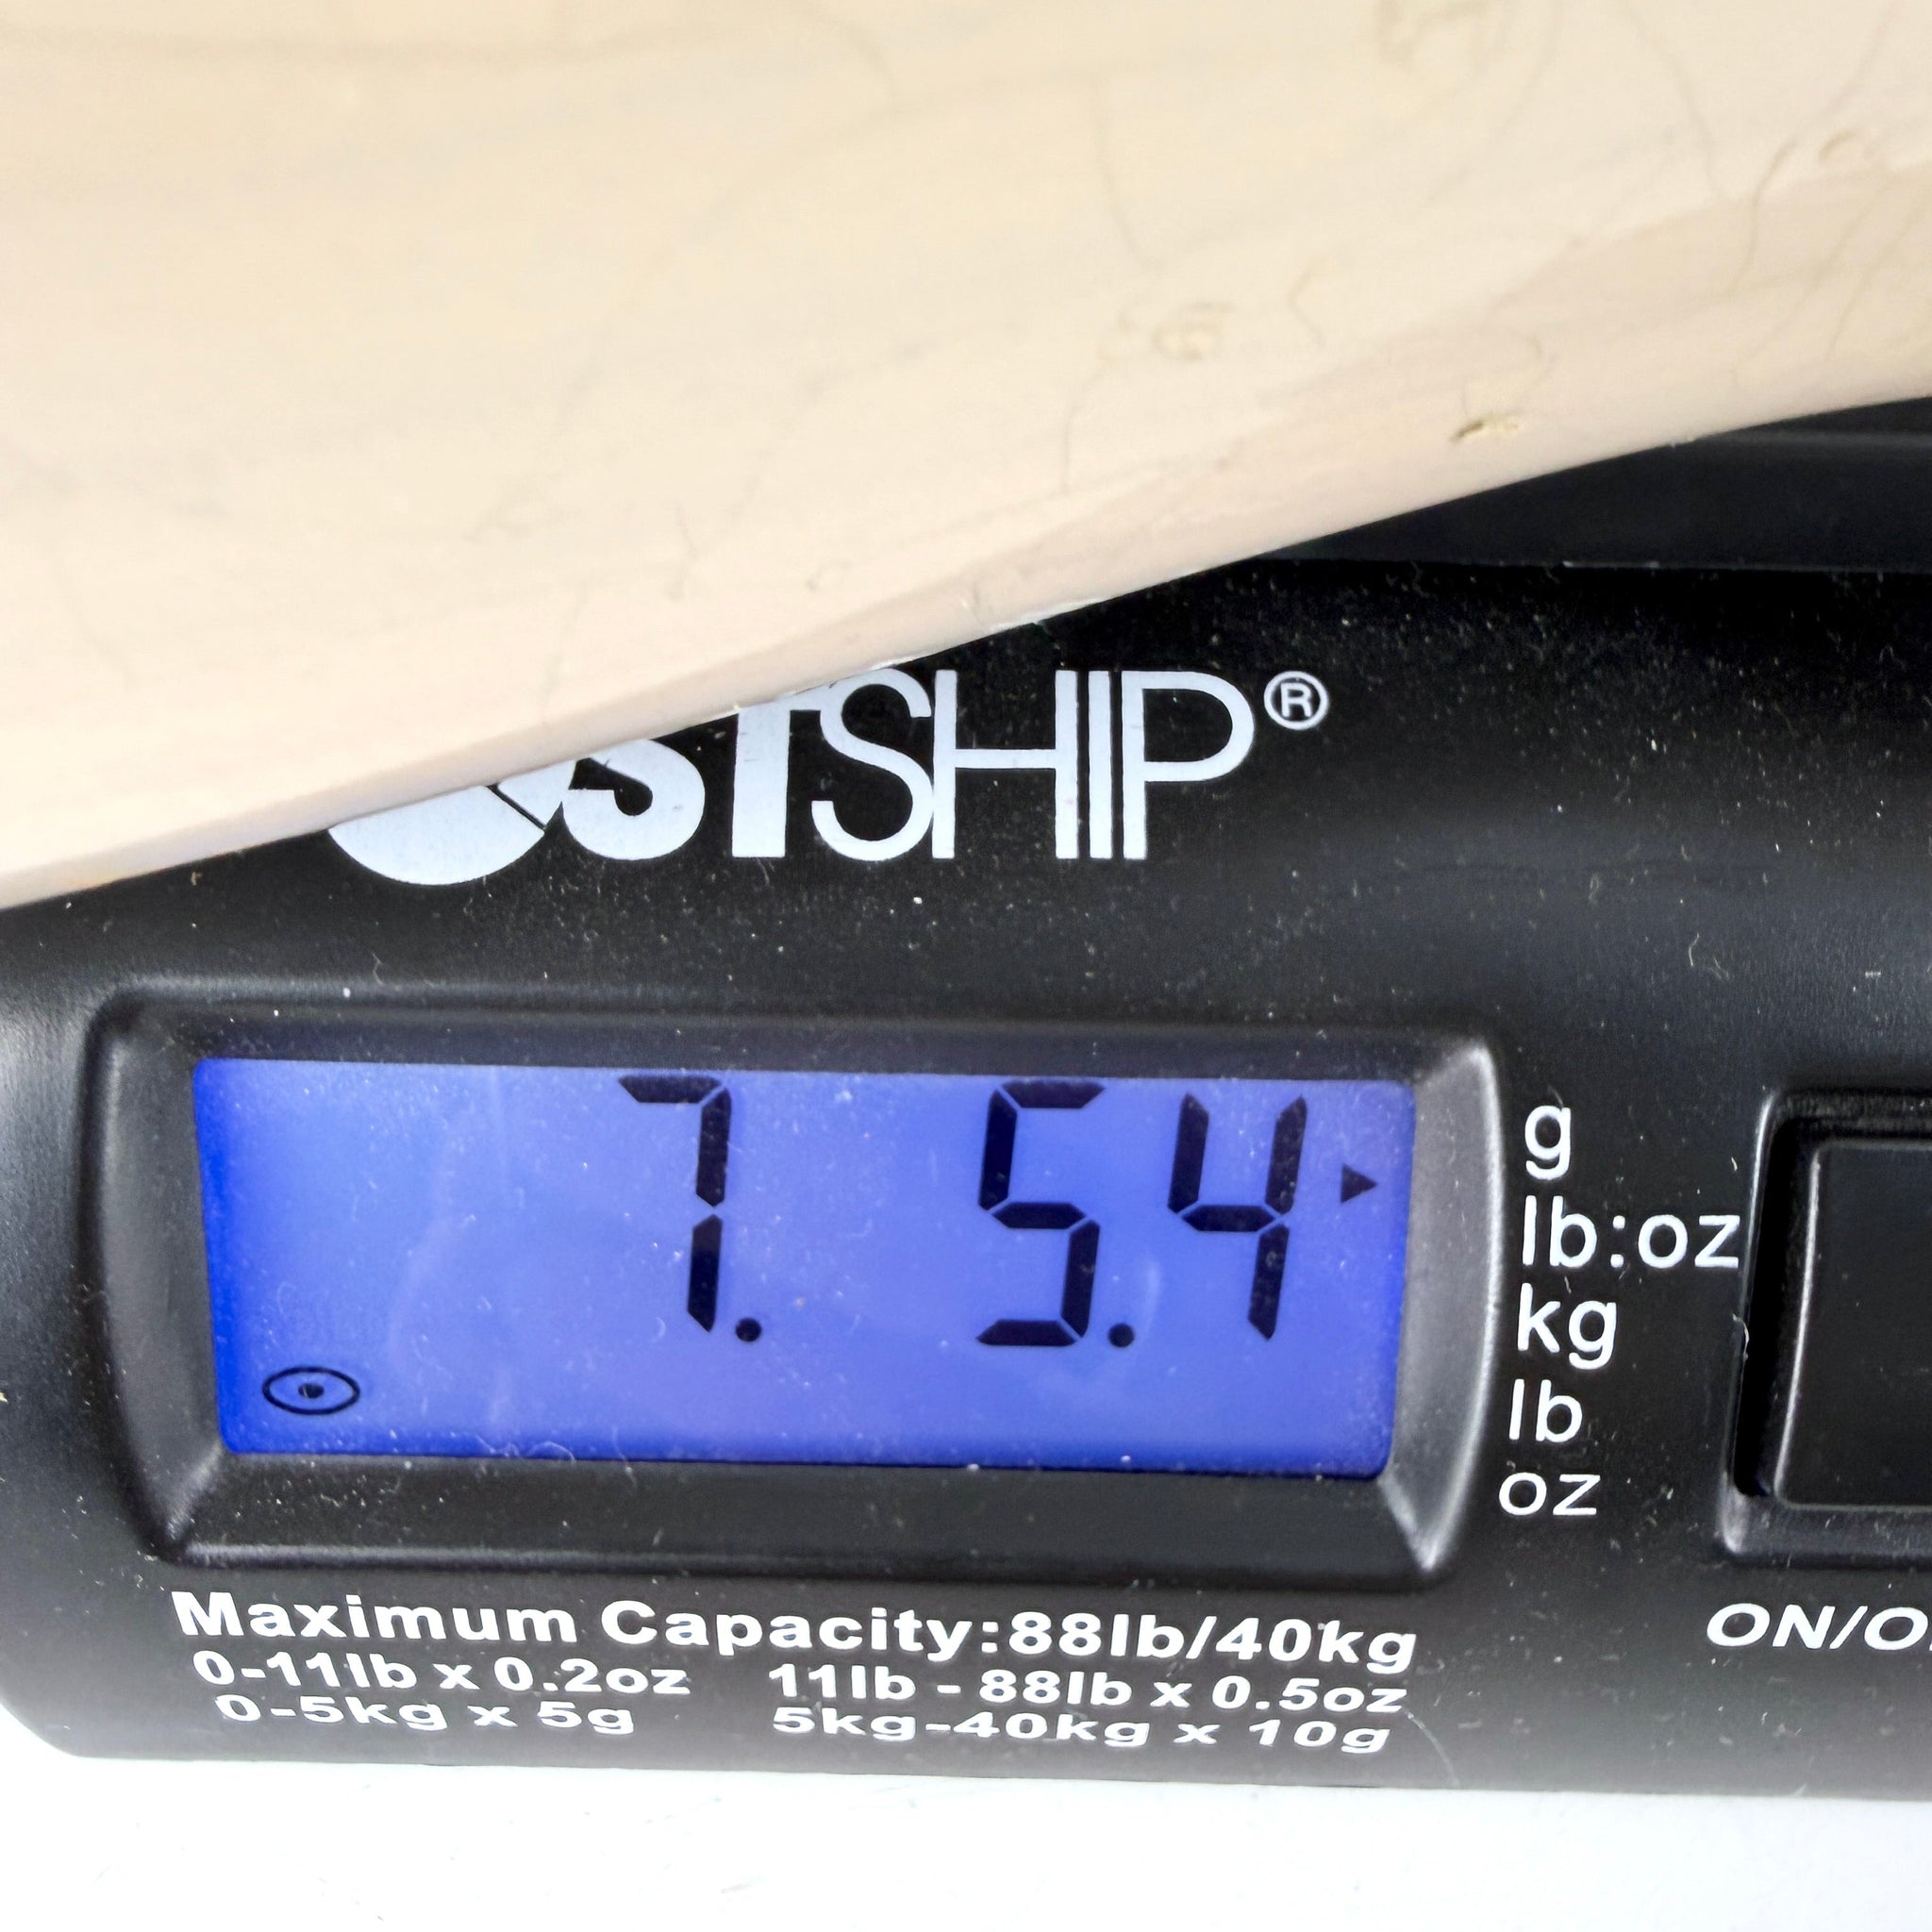 STSHIP®
7. 5.4
g
lb:oz
kg
lb
oz
Maximum Capacity:88lb/40kg
0-11lb x 0.2oz 11lb - 88lb x 0.5oz
0-5kg x 5g 5kg-40kg x 10g
ON/O